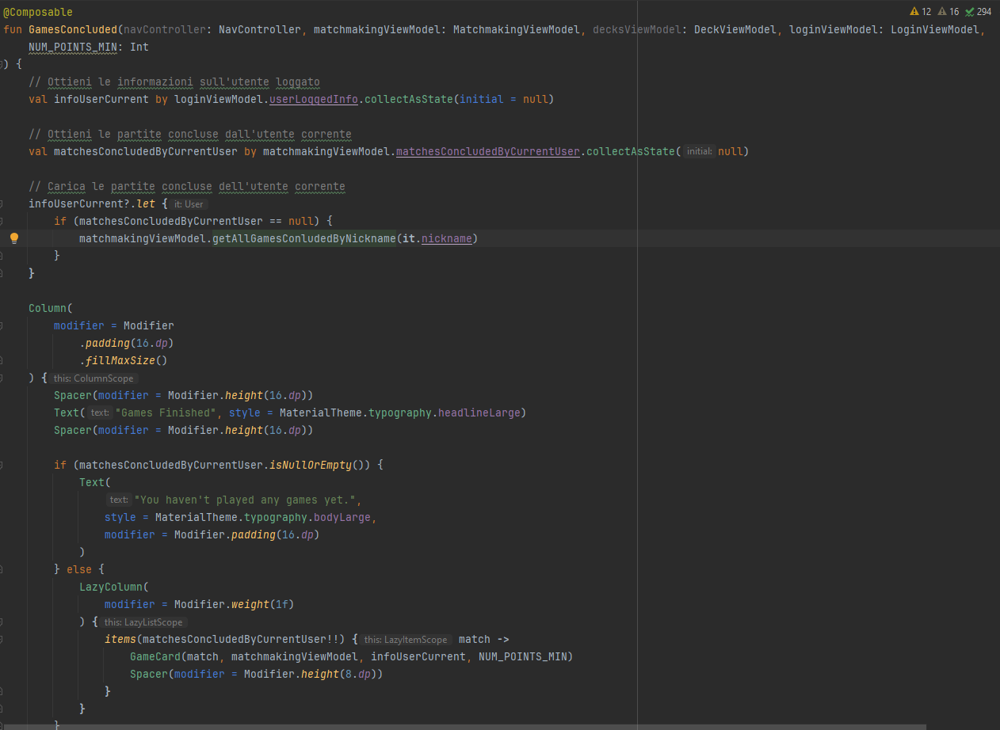 @Composable
12 16 294
fun GamesConcluded(navController: NavController, matchmakingViewModel: MatchmakingViewModel, decksViewModel: DeckViewModel, loginViewModel: LoginViewModel,
NUM_POINTS_MIN: Int
) {
// Ottieni le informazioni sull'utente loggato
val infoUserCurrent by loginViewModel.userLoggedInfo.collectAsState(initial = null)
// Ottieni le partite concluse dall'utente corrente
val matchesConcludedByCurrentUser by matchmakingViewModel.matchesConcludedByCurrentUser.collectAsState( initial: null)
// Carica le partite concluse dell'utente corrente
infoUserCurrent?.let { it: User
if (matchesConcludedByCurrentUser == null) {
matchmakingViewModel.getAllGamesConludedByNickname(it.nickname)
}
}
Column(
modifier = Modifier
.padding(16.dp)
.fillMaxSize()
) { this: ColumnScope
Spacer(modifier = Modifier.height(16.dp))
Text( text: "Games Finished", style = MaterialTheme.typography.headlineLarge)
Spacer(modifier = Modifier.height(16.dp))
if (matchesConcludedByCurrentUser.isNullOrEmpty()) {
Text(
text: "You haven't played any games yet.",
style = MaterialTheme.typography.bodyLarge,
modifier = Modifier.padding(16.dp)
)
} else {
LazyColumn(
modifier = Modifier.weight(1f)
) { this: LazyListScope
items(matchesConcludedByCurrentUser!!) { this: LazyItemScope match ->
GameCard(match, matchmakingViewModel, infoUserCurrent, NUM_POINTS_MIN)
Spacer(modifier = Modifier.height(8.dp))
}
}
}